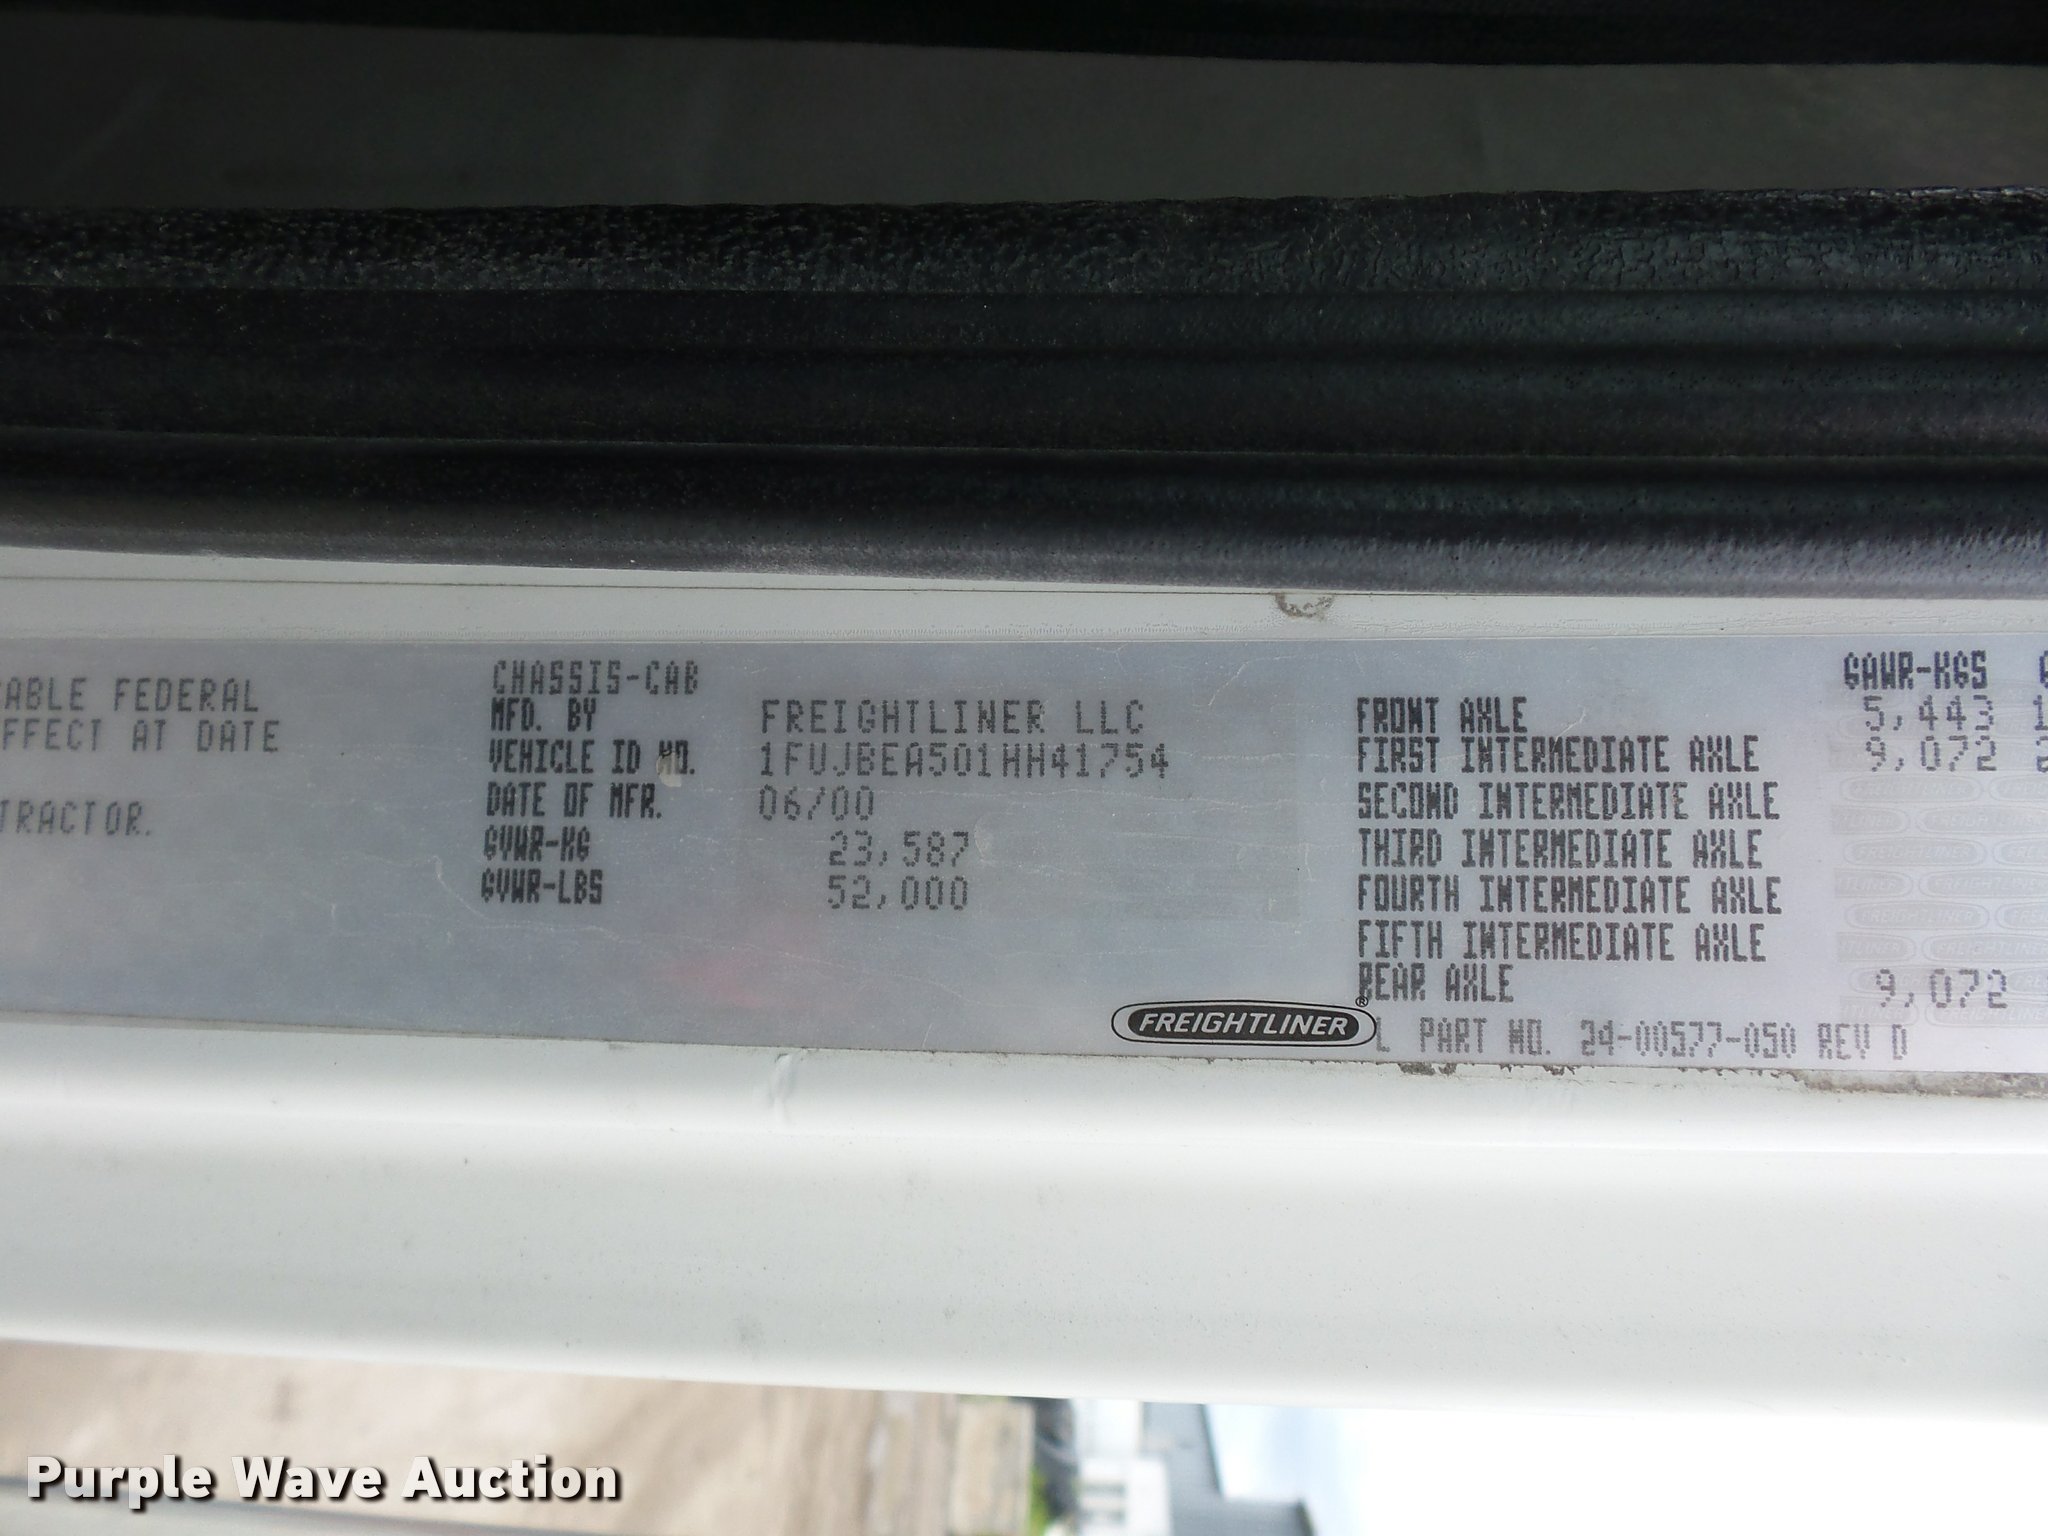 ABLE FEDERAL
FFECT AT DATE
TRACTOR.
CHASSIS-CAB
MFD. BY FREIGHTLINER LLC
VEHICLE ID NO. 1FUJBEA501HH41754
DATE OF MFR. 06/00
GVWR-KG 23,587
GVWR-LBS 52,000
GAWR-KGS
FRONT AXLE 5,443
FIRST INTERMEDIATE AXLE 9,072
SECOND INTERMEDIATE AXLE
THIRD INTERMEDIATE AXLE
FOURTH INTERMEDIATE AXLE
FIFTH INTERMEDIATE AXLE
REAR AXLE 9,072
FREIGHTLINER®
L PART NO. 24-00577-050 REV D
Purple Wave Auction